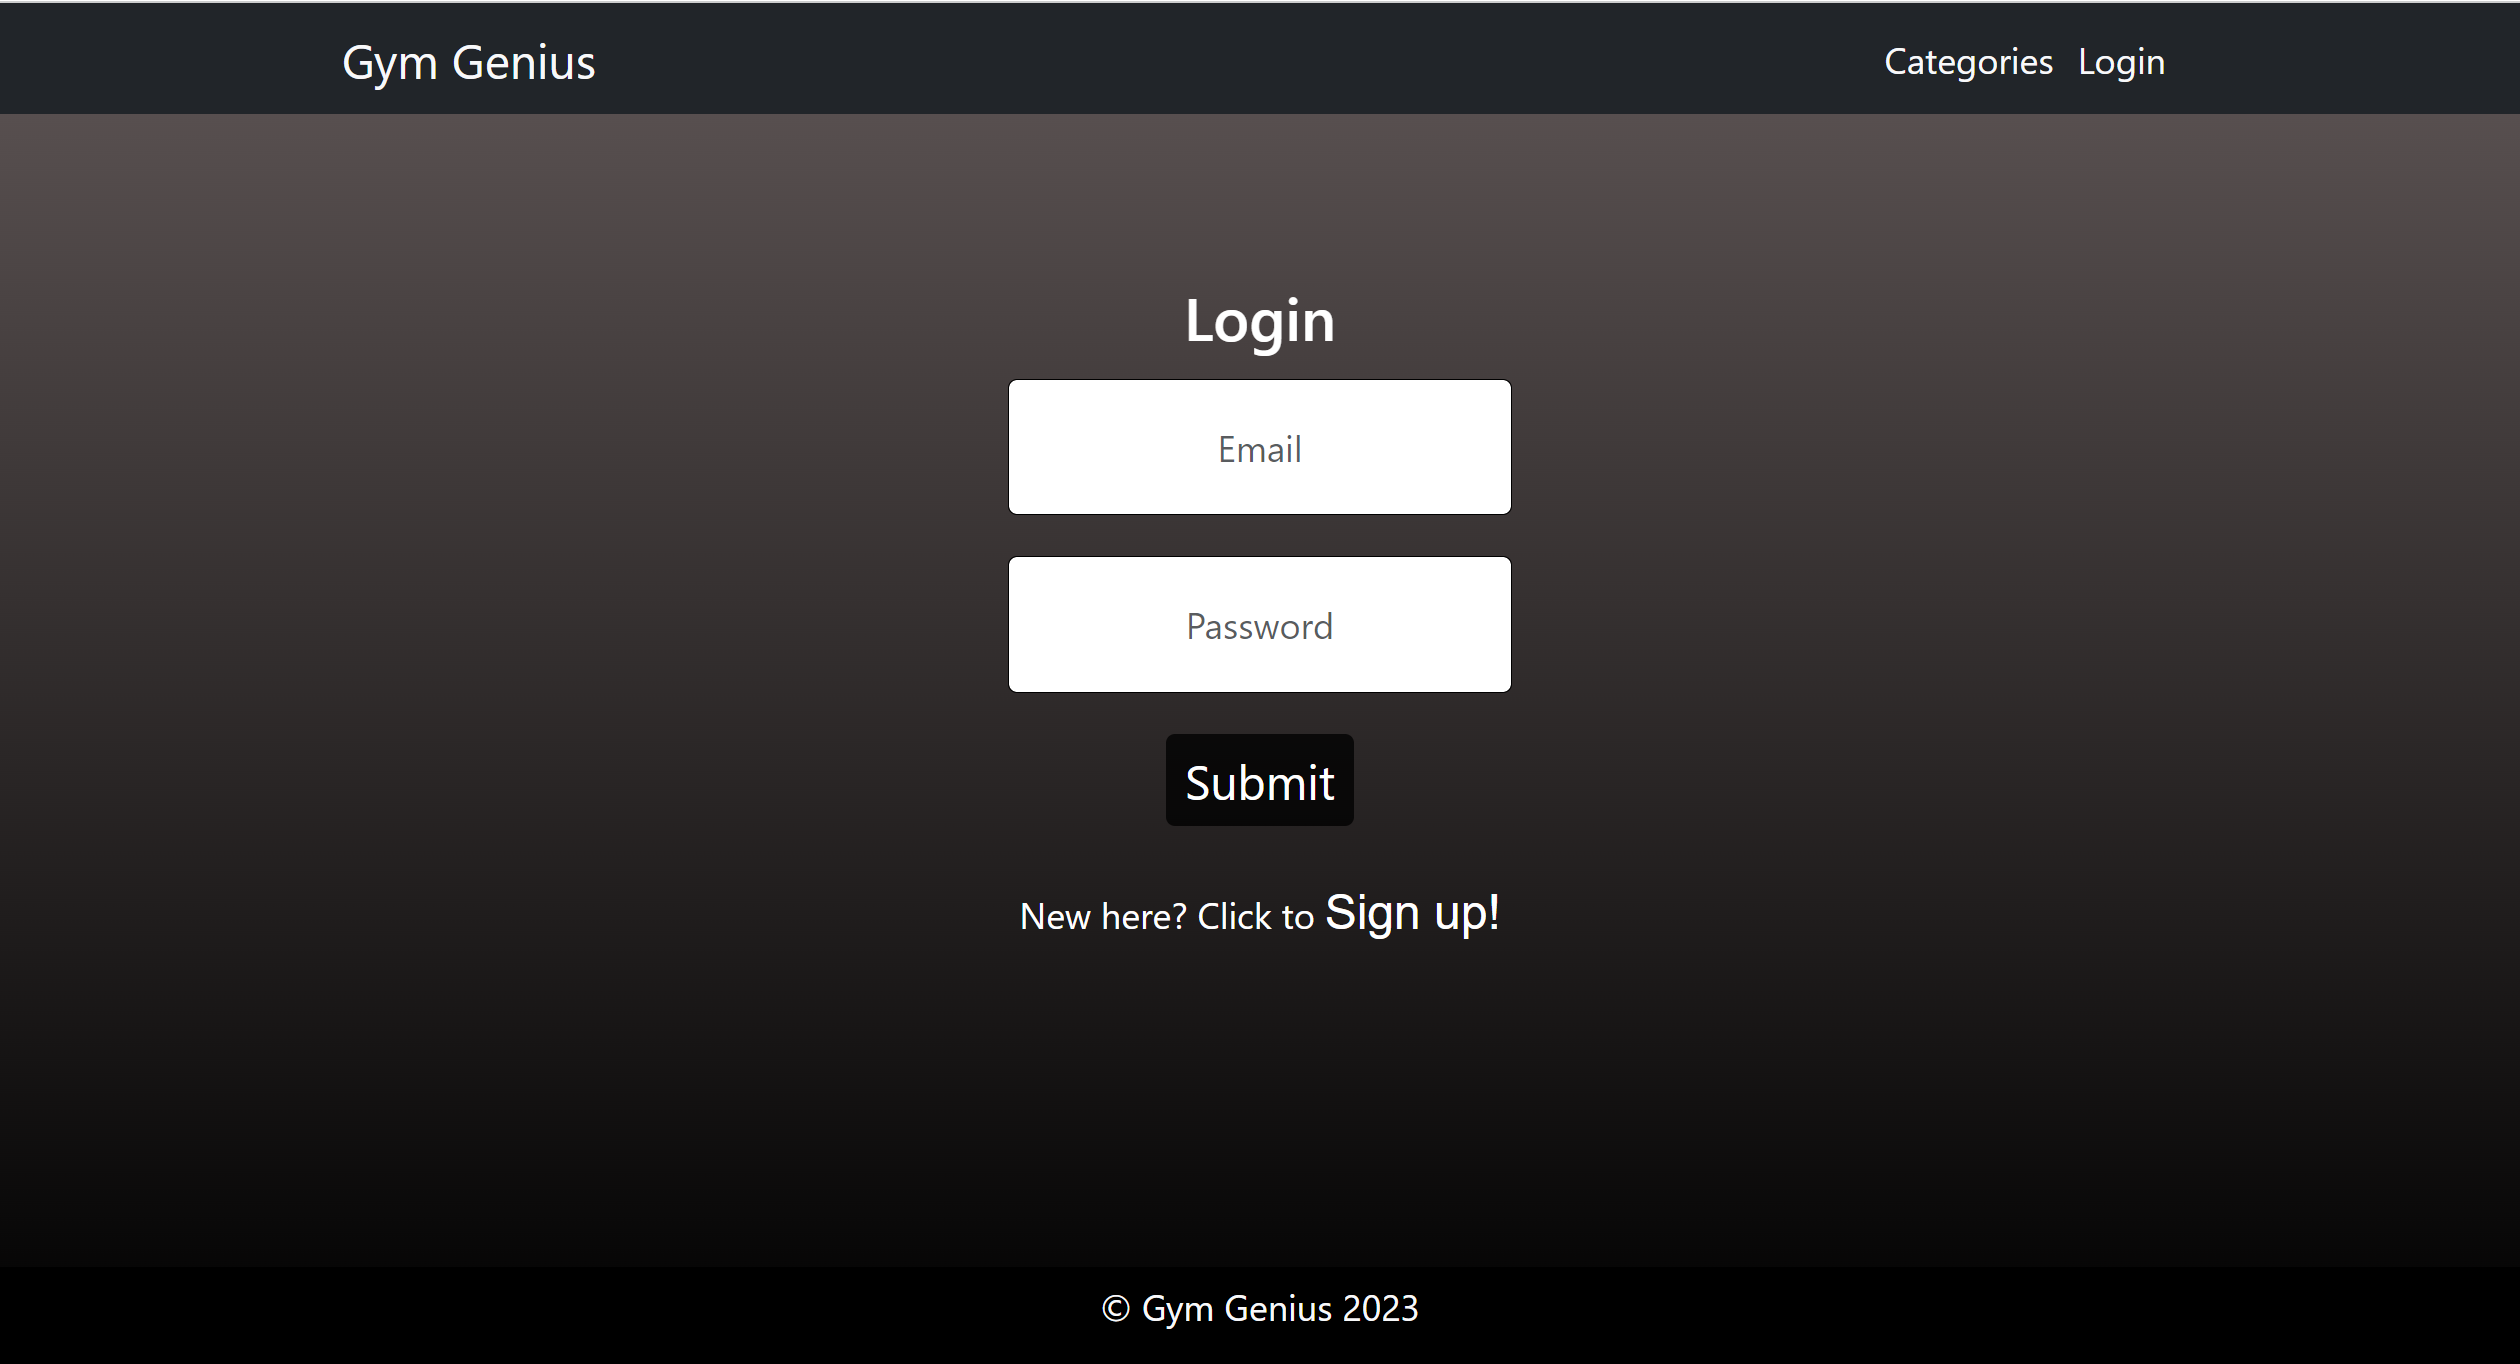 Gym Genius
Categories Login
Login
Email
Password
Submit
New here? Click to Sign up!
© Gym Genius 2023